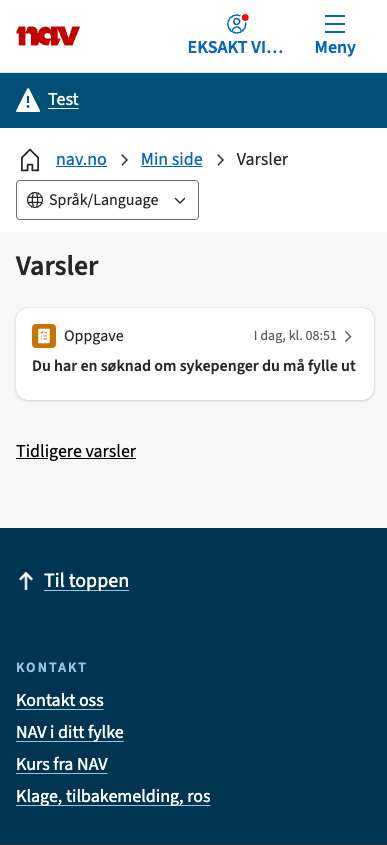 nav
EKSAKT VI...
Meny
Test
nav.no
Min side
Varsler
Språk/Language
Varsler
Oppgave
I dag, kl. 08:51
Du har en søknad om sykepenger du må fylle ut
Tidligere varsler
Til toppen
KONTAKT
Kontakt oss
NAV i ditt fylke
Kurs fra NAV
Klage, tilbakemelding, ros